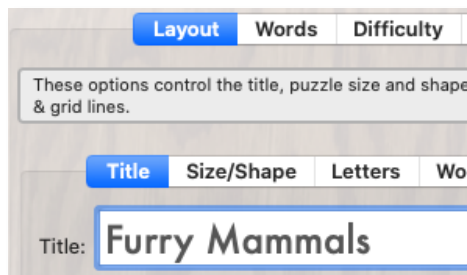 Layout Words Difficulty
These options control the title, puzzle size and shape
& grid lines.
Title Size/Shape Letters Wo
Title: Furry Mammals